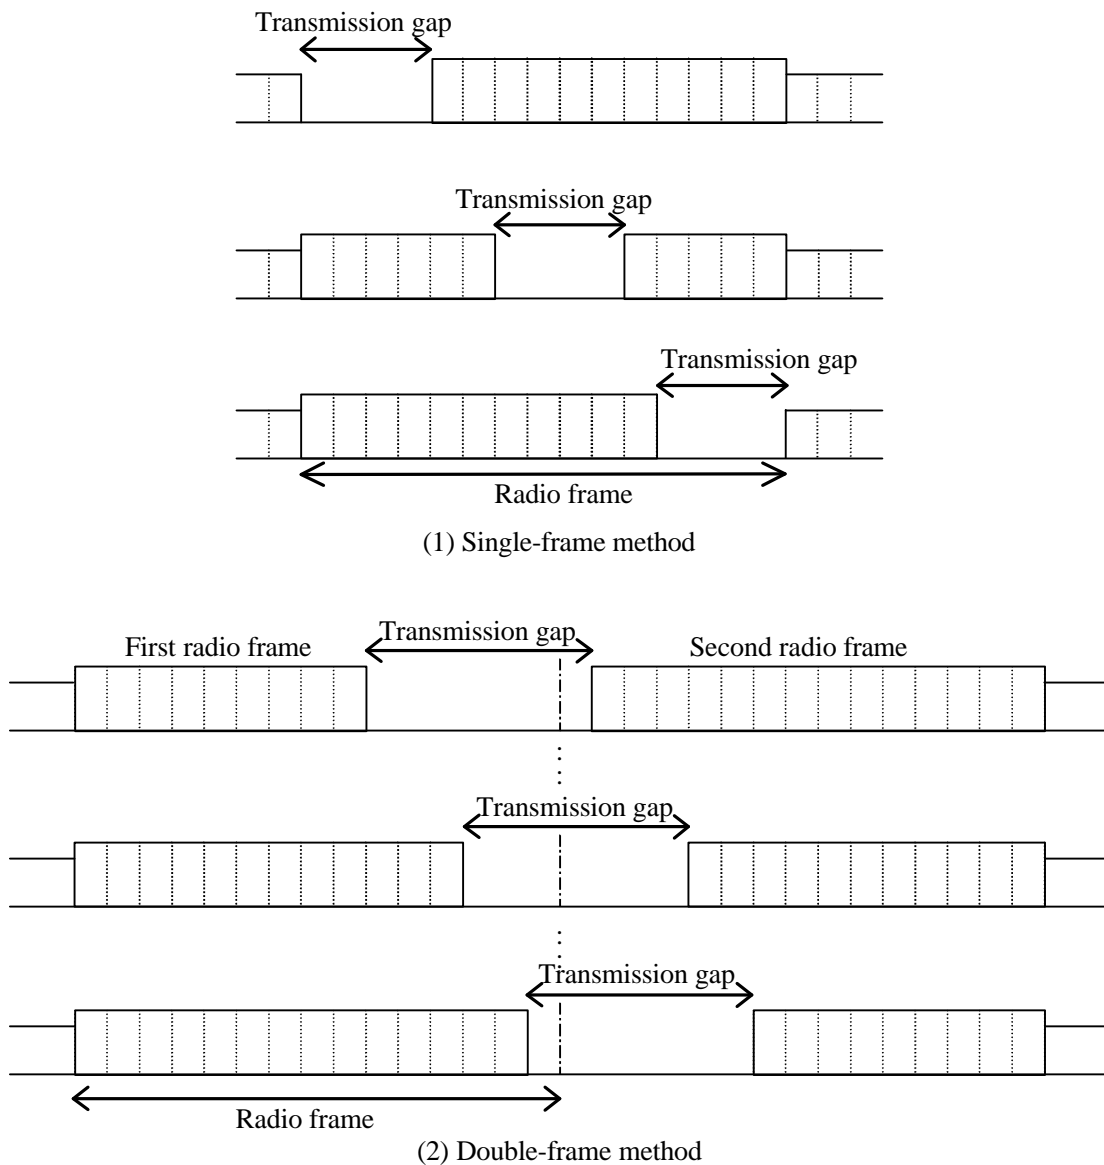 Transmission gap
Transmission gap
Transmission gap
Radio frame
(1) Single-frame method
First radio frame
Transmission gap
Second radio frame
Transmission gap
Transmission gap
Radio frame
(2) Double-frame method